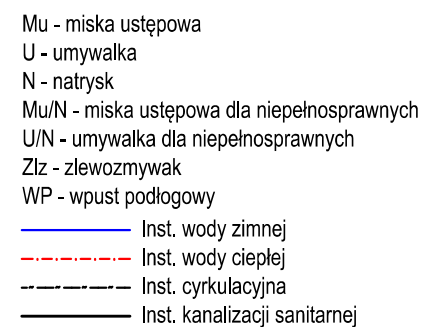 Mu - miska ustępowa
U - umywalka
N - natrysk
Mu/N - miska ustępowa dla niepełnosprawnych
U/N - umywalka dla niepełnosprawnych
Zlz - zlewozmywak
WP - wpust podłogowy
Inst. wody zimnej
Inst. wody ciepłej
Inst. cyrkulacyjna
Inst. kanalizacji sanitarnej